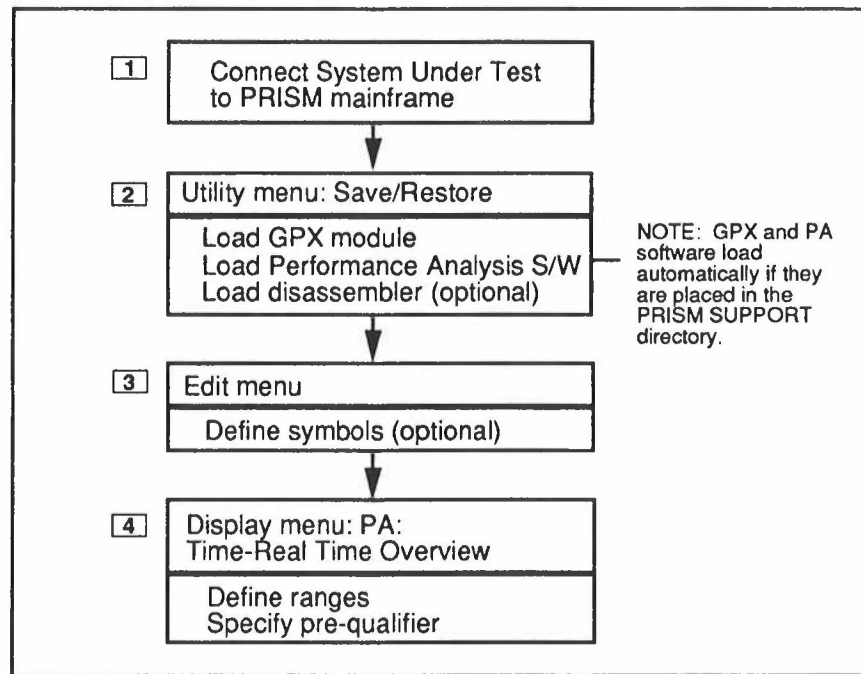 1
Connect System Under Test
to PRISM mainframe
2
Utility menu: Save/Restore
Load GPX module
Load Performance Analysis S/W
Load disassembler (optional)
NOTE: GPX and PA
software load
automatically if they
are placed in the
PRISM SUPPORT
directory.
3
Edit menu
Define symbols (optional)
4
Display menu: PA:
Time-Real Time Overview
Define ranges
Specify pre-qualifier